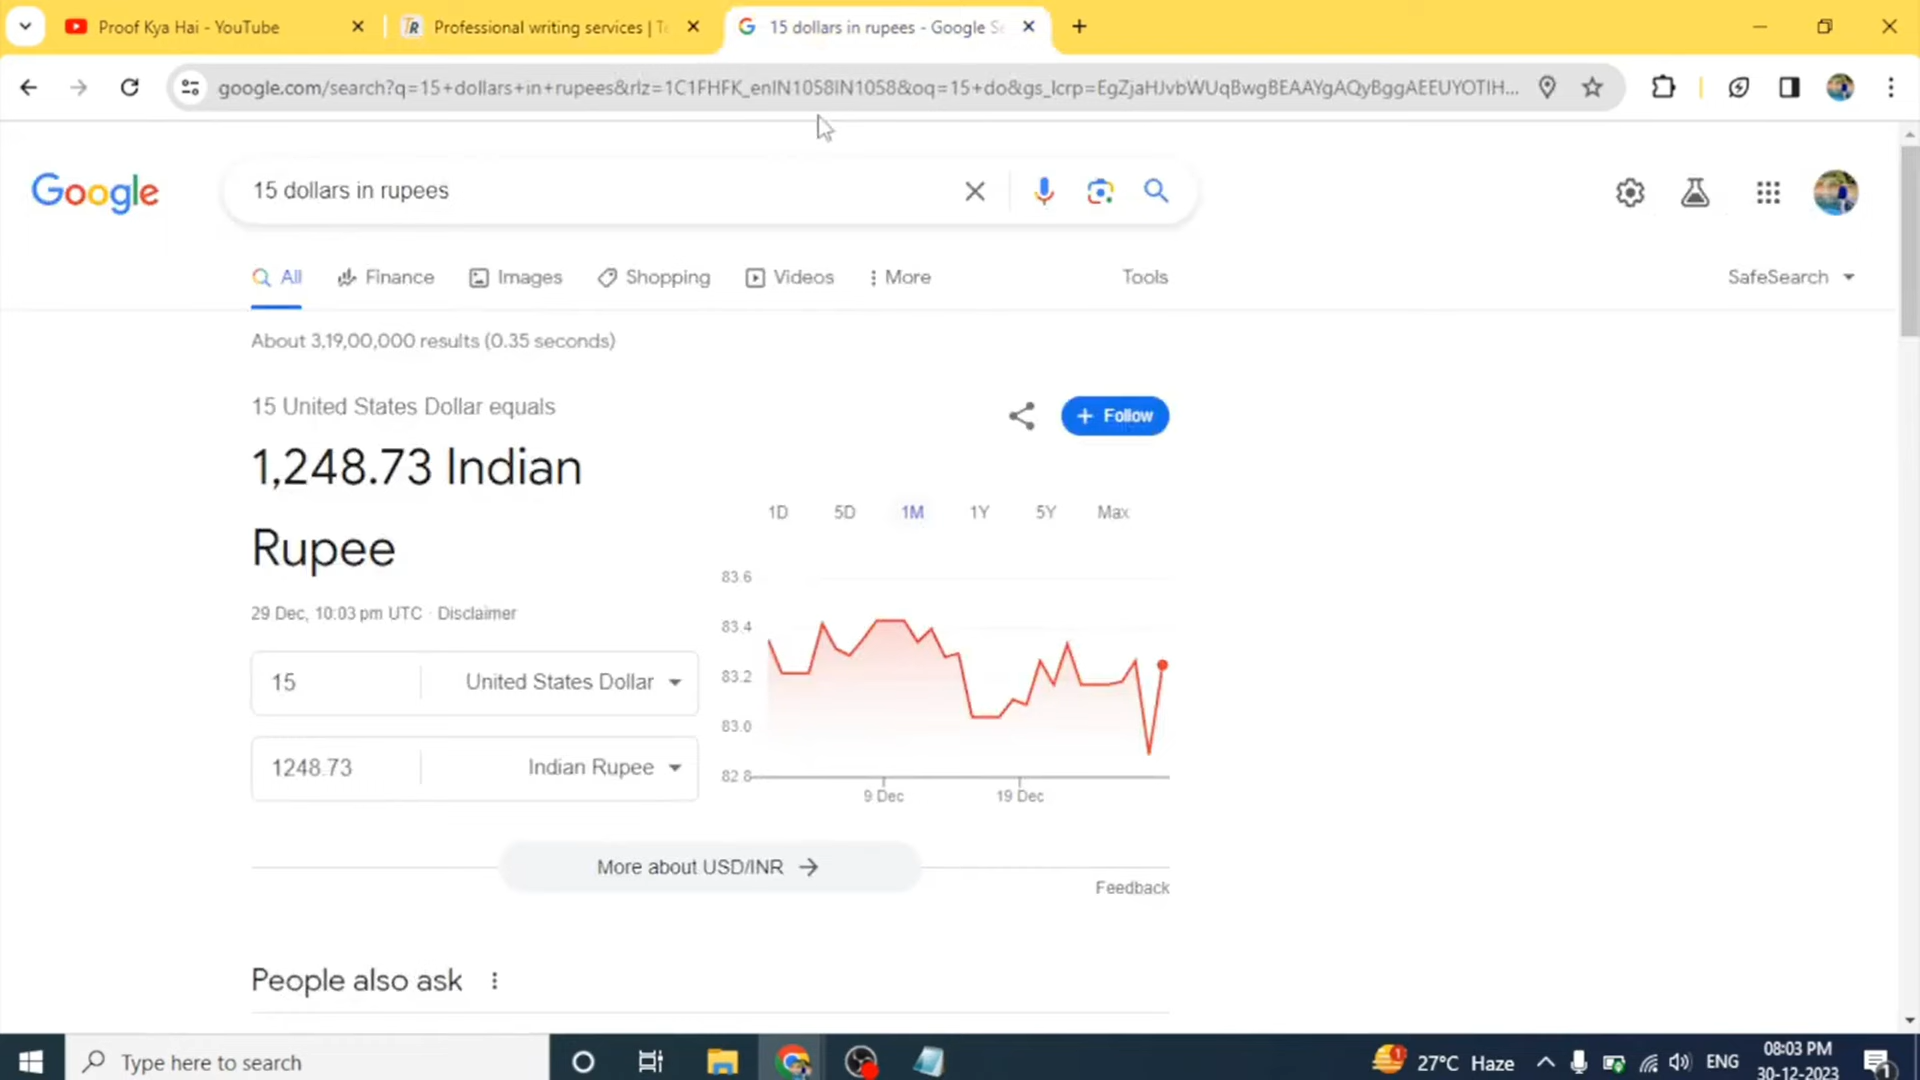 Proof Kya Hai - YouTube
Professional writing services | Te
15 dollars in rupees - Google Se
google.com/search?q=15+dollars+in+rupees&rlz=1C1FHFK_enIN1058IN1058&oq=15+do&gs_lcrp=EgZjaHJvbWUqBwgBEAAYgAQyBggAEEUYOTIH...
Google
15 dollars in rupees
All
Finance
Images
Shopping
Videos
More
Tools
SafeSearch
About 3,19,00,000 results (0.35 seconds)
15 United States Dollar equals
Follow
1,248.73 Indian
Rupee
29 Dec, 10:03 pm UTC · Disclaimer
15 United States Dollar
1248.73 Indian Rupee
1D 5D 1M 1Y 5Y Max
83.6
83.4
83.2
83.0
82.8
9 Dec 19 Dec
More about USD/INR
Feedback
People also ask
Type here to search
1
27°C Haze
ENG
08:03 PM
30-12-2023
1